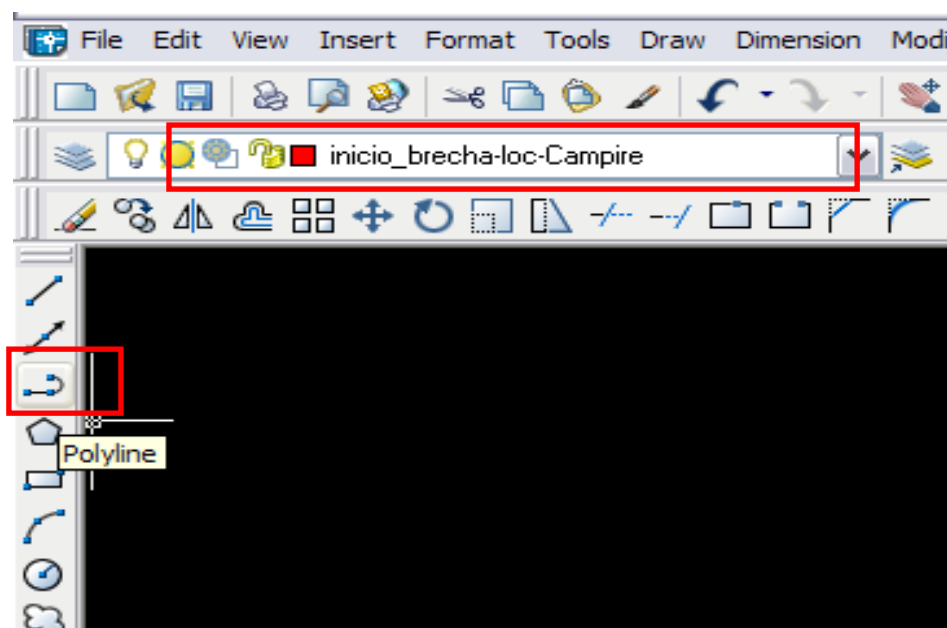 File Edit View Insert Format Tools Draw Dimension Modi
inicio_brecha-loc-Campire
Polyline